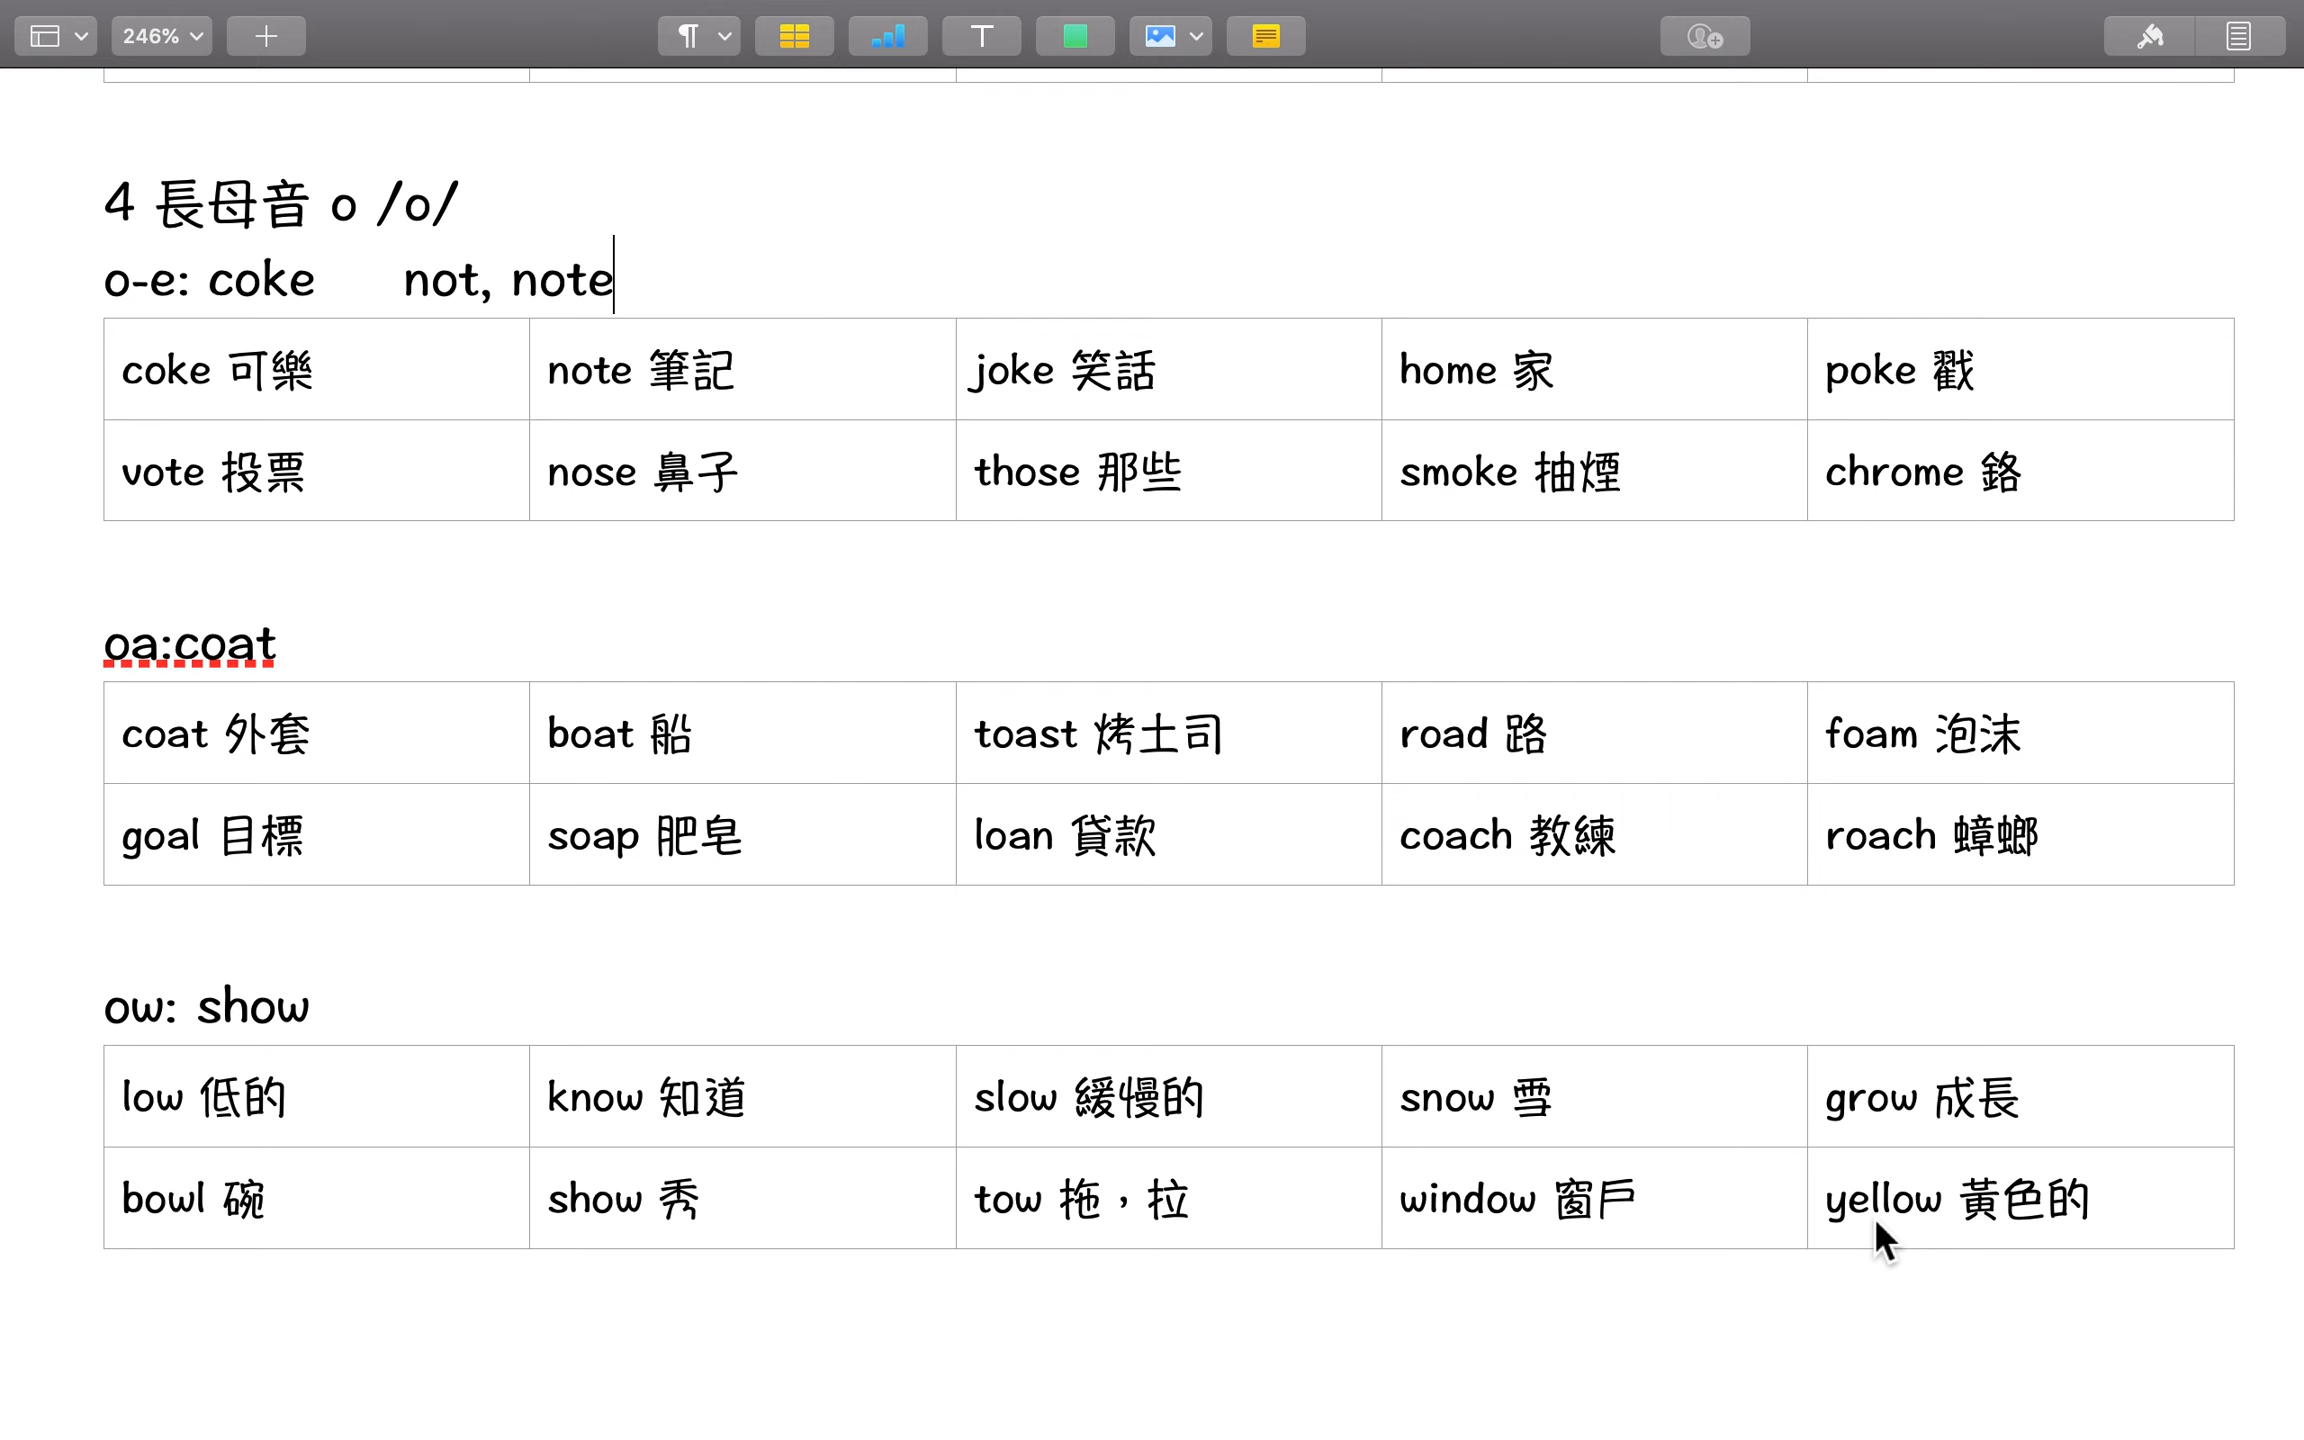 246%
4 長母音 o /o/
o-e: coke not, note
coke 可樂 note 筆記 joke 笑話 home 家 poke 戳
vote 投票 nose 鼻子 those 那些 smoke 抽煙 chrome 鉻
oa:coat
coat 外套 boat 船 toast 烤土司 road 路 foam 泡沫
goal 目標 soap 肥皂 loan 貸款 coach 教練 roach 蟑螂
ow: show
low 低的 know 知道 slow 緩慢的 snow 雪 grow 成長
bowl 碗 show 秀 tow 拖，拉 window 窗戶 yellow 黃色的